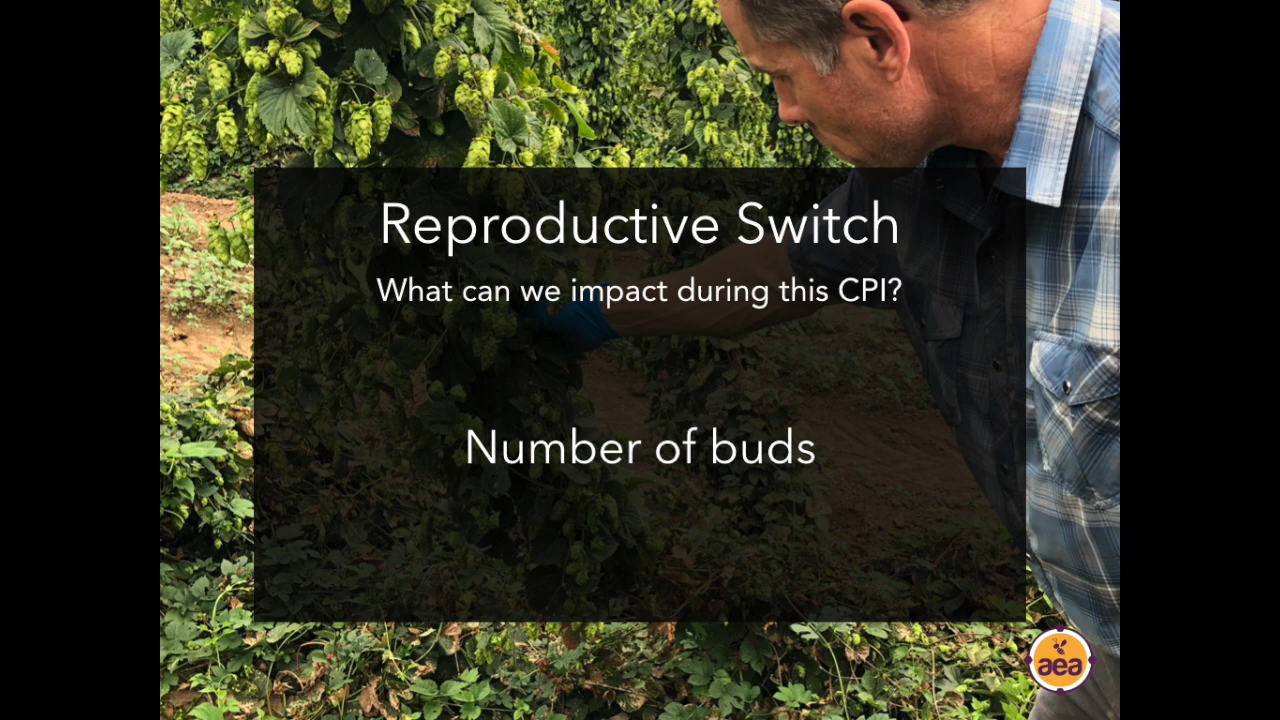 Reproductive Switch
What can we impact during this CPI?
Number of buds
aea